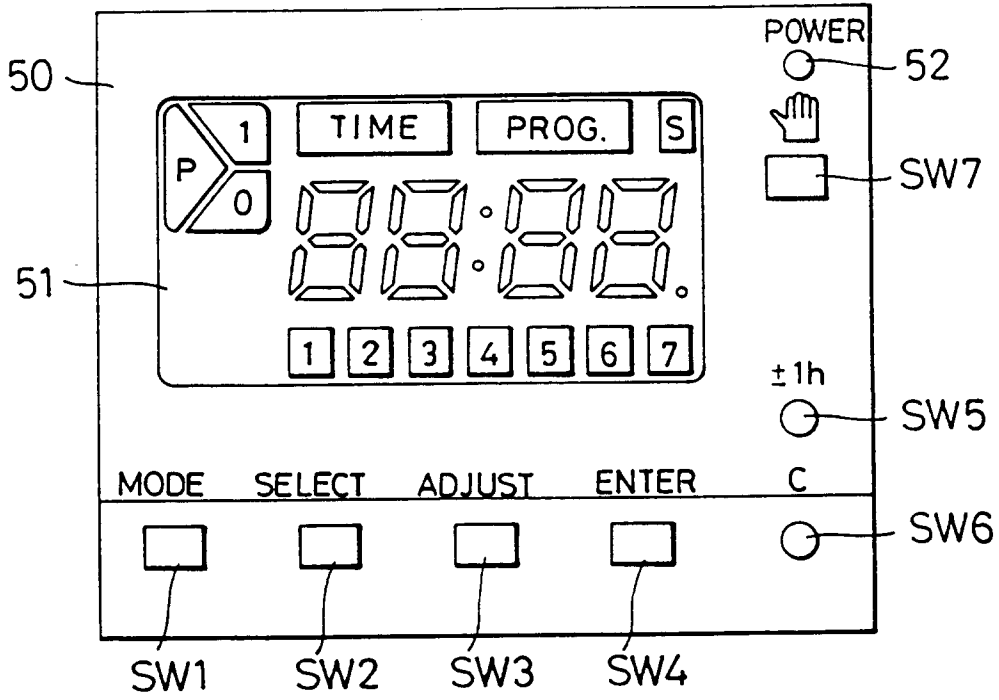 POWER
50
52
1 TIME PROG. S
P
SW7
0
88:88.
51
1 2 3 4 5 6 7
±1h
SW5
MODE SELECT ADJUST ENTER C
SW6
SW1 SW2 SW3 SW4